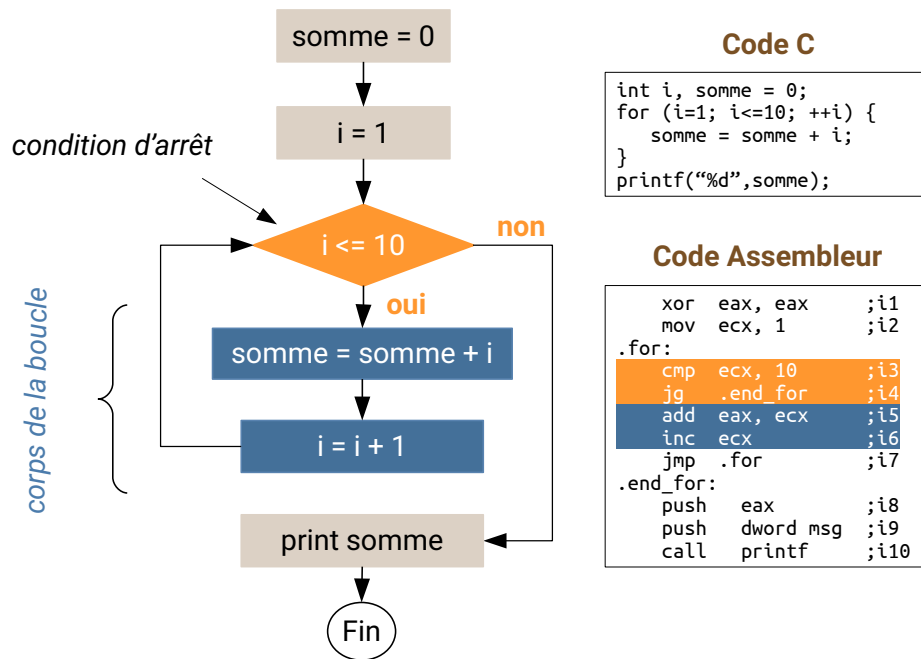 somme = 0
i = 1
condition d'arrêt
i <= 10
non
oui
corps de la boucle
somme = somme + i
i = i + 1
print somme
Fin
Code C
int i, somme = 0;
for (i=1; i<=10; ++i) {
   somme = somme + i;
}
printf(“%d”,somme);
Code Assembleur
    xor  eax, eax     ;i1
    mov  ecx, 1       ;i2
.for:
    cmp  ecx, 10      ;i3
    jg   .end_for     ;i4
    add  eax, ecx     ;i5
    inc  ecx          ;i6
    jmp  .for         ;i7
.end_for:
    push   eax        ;i8
    push   dword msg  ;i9
    call   printf     ;i10